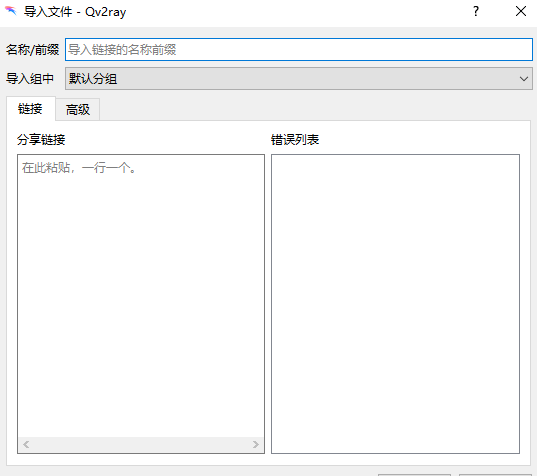 导入文件 - Qv2ray
名称/前缀 导入链接的名称前缀
导入组中 默认分组
链接 高级
分享链接 错误列表
在此粘贴，一行一个。